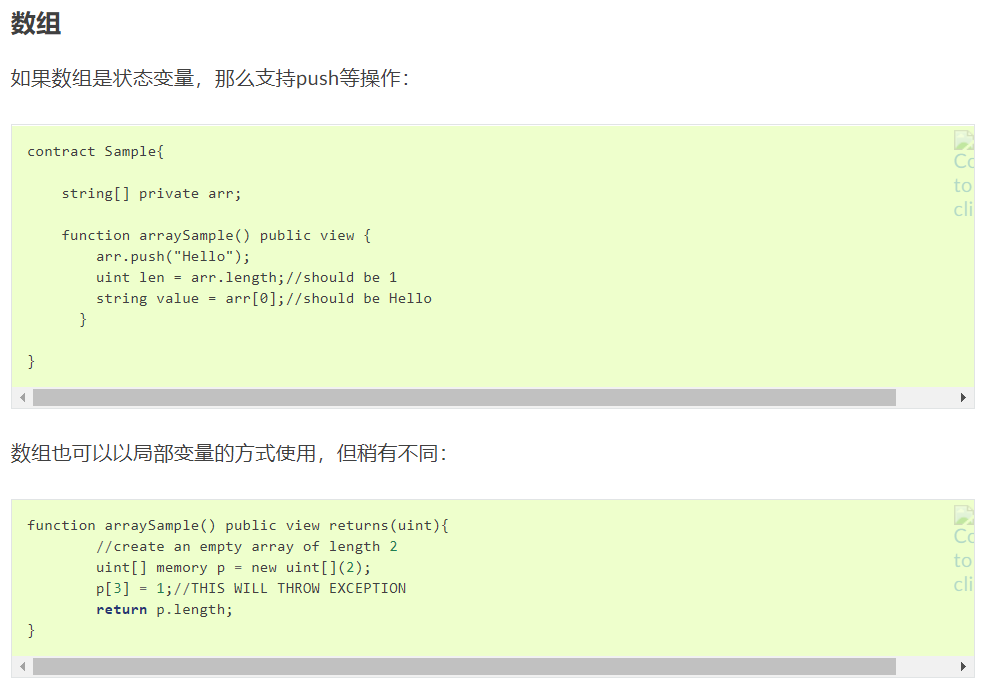 数组
如果数组是状态变量，那么支持push等操作：
contract Sample{
    string[] private arr;
    function arraySample() public view {
        arr.push("Hello");
        uint len = arr.length;//should be 1
        string value = arr[0];//should be Hello
      }
}
Co
to
cli
数组也可以以局部变量的方式使用，但稍有不同：
function arraySample() public view returns(uint){
        //create an empty array of length 2
        uint[] memory p = new uint[](2);
        p[3] = 1;//THIS WILL THROW EXCEPTION
        return p.length;
}
Co
to
cli